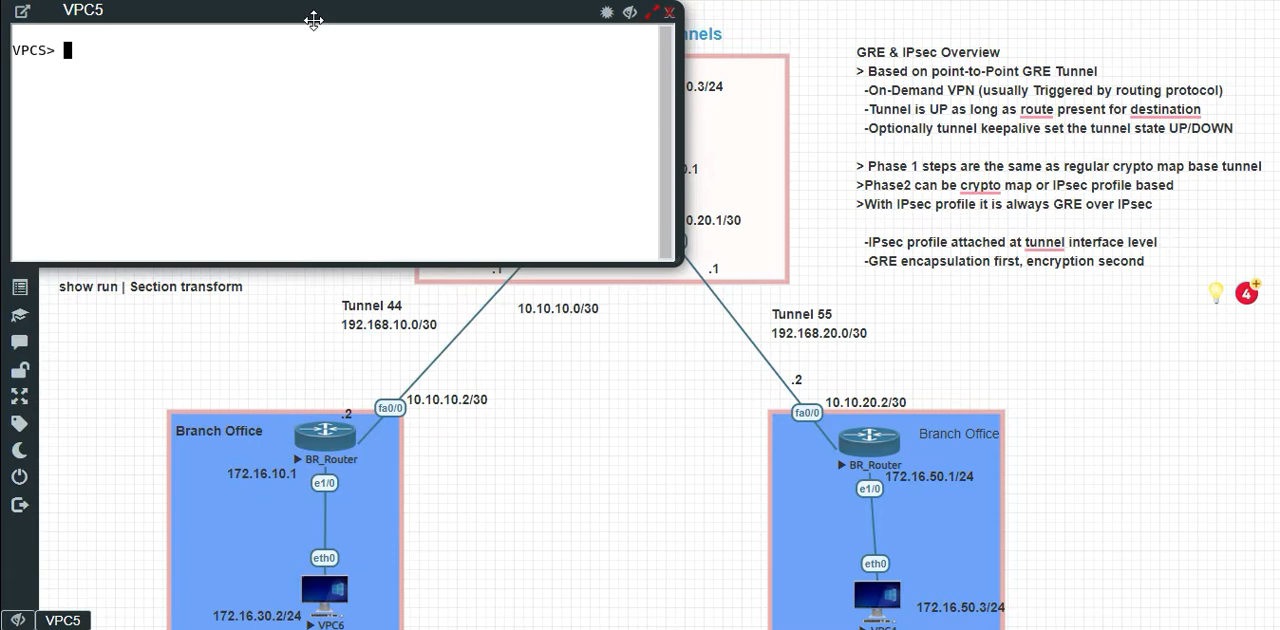 VPC5
VPCS>
nnels
0.3/24
0.1
0.20.1/30
.1
.1
GRE & IPsec Overview
> Based on point-to-Point GRE Tunnel
-On-Demand VPN (usually Triggered by routing protocol)
-Tunnel is UP as long as route present for destination
-Optionally tunnel keepalive set the tunnel state UP/DOWN
> Phase 1 steps are the same as regular crypto map base tunnel
>Phase2 can be crypto map or IPsec profile based
>With IPsec profile it is always GRE over IPsec
-IPsec profile attached at tunnel interface level
-GRE encapsulation first, encryption second
4
show run | Section transform
Tunnel 44
192.168.10.0/30
10.10.10.0/30
Tunnel 55
192.168.20.0/30
.2
fa0/0
10.10.10.2/30
.2
Branch Office
BR_Router
172.16.10.1
e1/0
eth0
172.16.30.2/24
VPC6
fa0/0
10.10.20.2/30
Branch Office
BR_Router
172.16.50.1/24
e1/0
eth0
172.16.50.3/24
VPC5